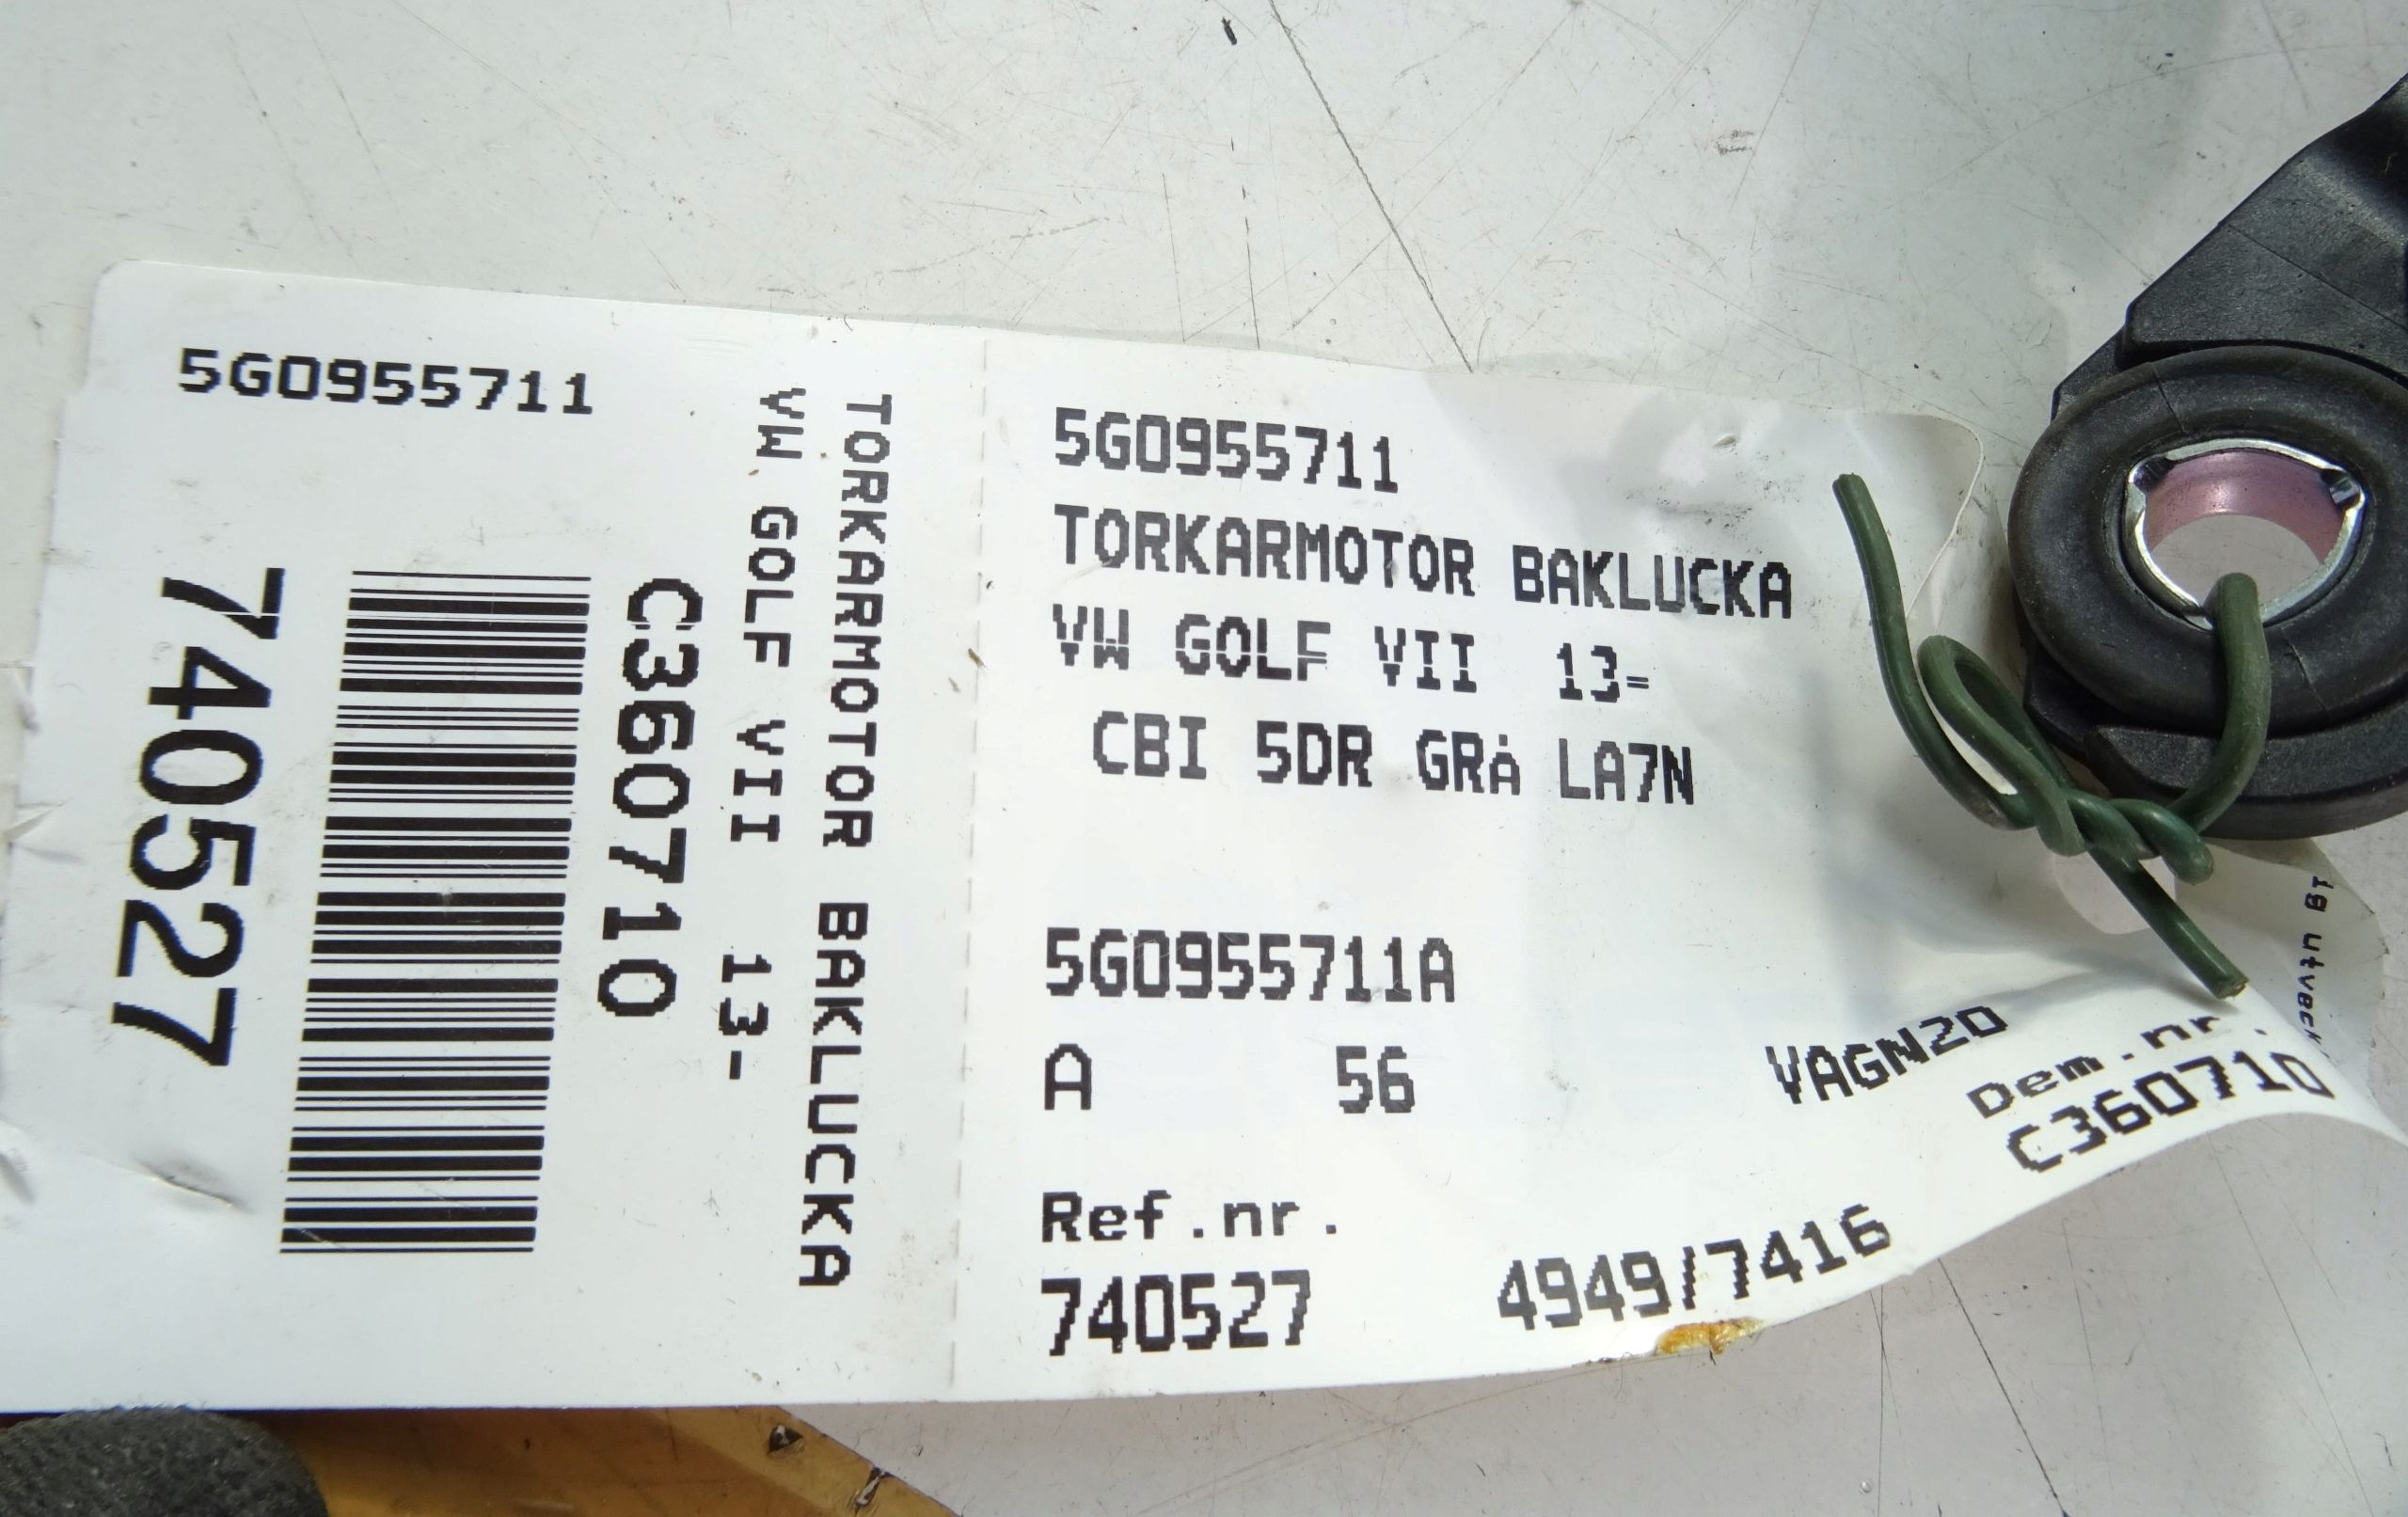 5G0955711
TORKARMOTOR BAKLUCKA
VW GOLF VII 13-
C360710
740527
5G0955711
TORKARMOTOR BAKLUCKA
VW GOLF VII 13-
CBI 5DR GRÅ LA7N
5G0955711A
A 56 VAGN20
Ref.nr. Dem.nr.
740527 4949/7416 C360710